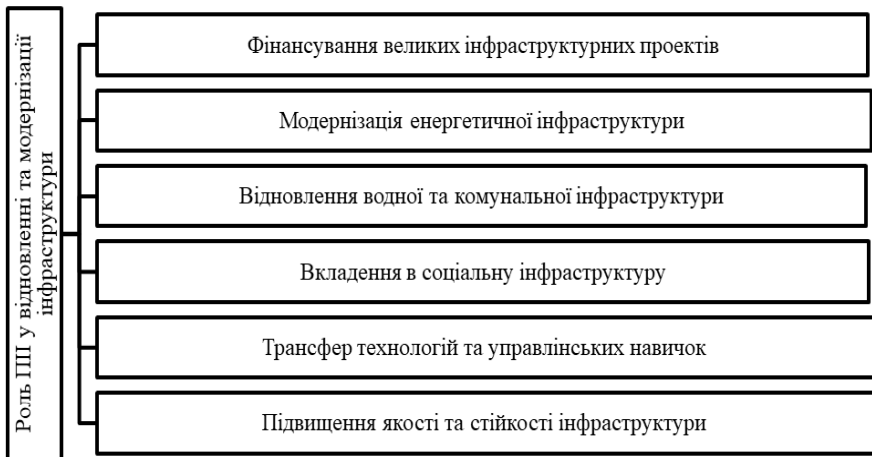 Роль ПІІ у відновленні та модернізації
інфраструктури
Фінансування великих інфраструктурних проектів
Модернізація енергетичної інфраструктури
Відновлення водної та комунальної інфраструктури
Вкладення в соціальну інфраструктуру
Трансфер технологій та управлінських навичок
Підвищення якості та стійкості інфраструктури